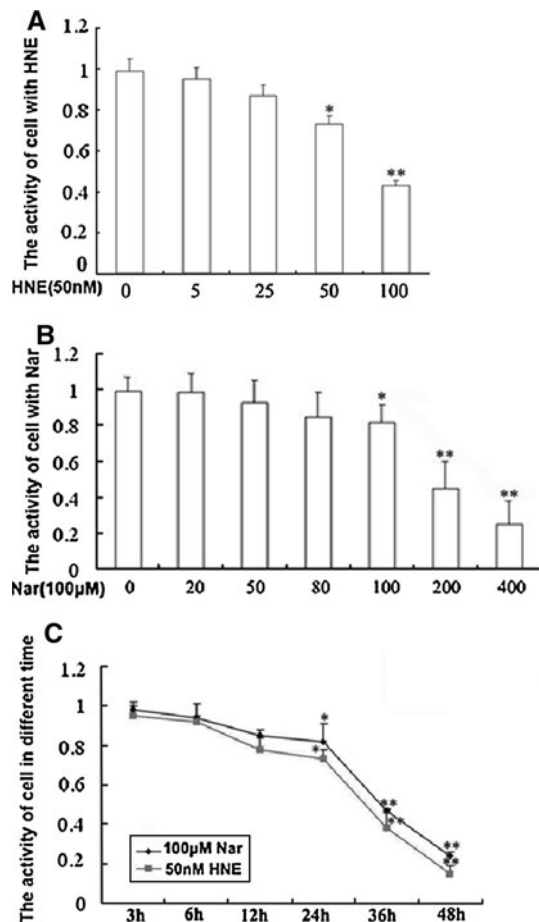 A
The activity of cell with HNE
1.2
1
0.8
0.6
0.4
0.2
0
*
**
HNE(50nM) 0 5 25 50 100
B
The activity of cell with Nar
1.2
1
0.8
0.6
0.4
0.2
0
*
**
**
Nar(100μM) 0 20 50 80 100 200 400
C
The activity of cell in different time
1.2
1
0.8
0.6
0.4
0.2
0
*
*
**
**
**
**
100μM Nar
50nM HNE
3h 6h 12h 24h 36h 48h